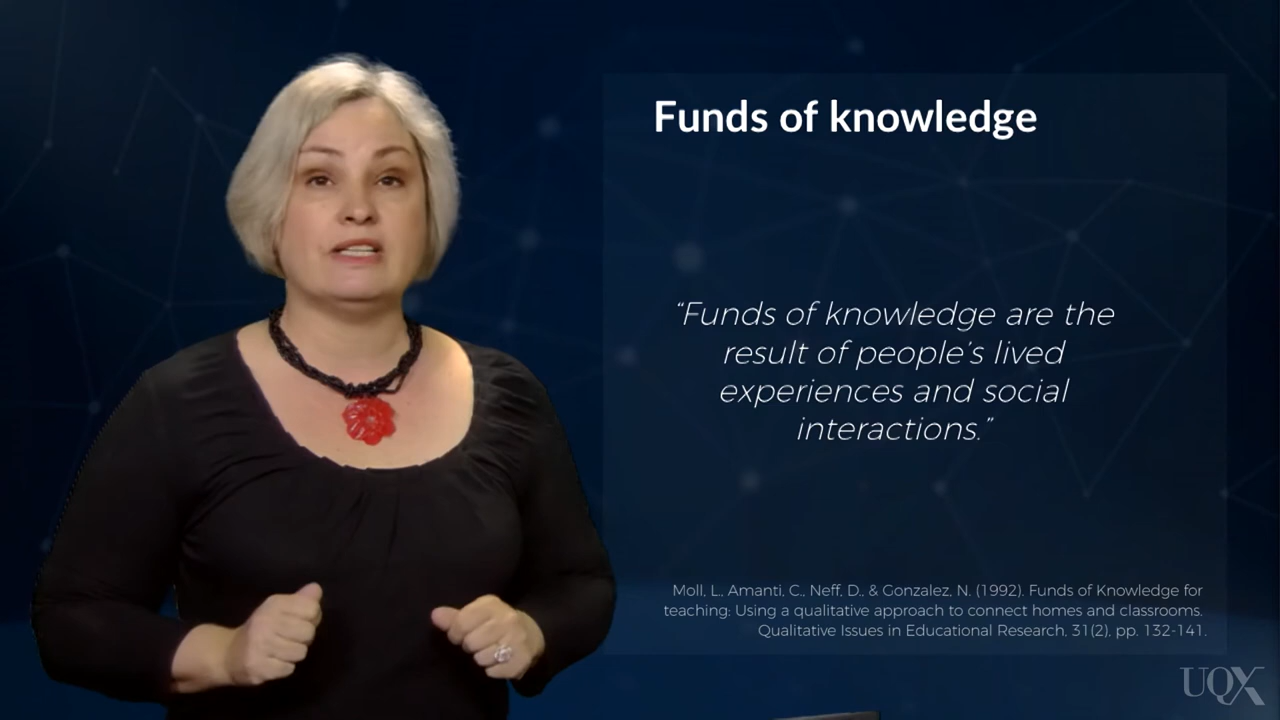 Funds of knowledge
“Funds of knowledge are the
result of people’s lived
experiences and social
interactions.”
Moll, L., Amanti, C., Neff, D., & Gonzalez, N. (1992). Funds of Knowledge for
teaching: Using a qualitative approach to connect homes and classrooms.
Qualitative Issues in Educational Research, 31(2), pp. 132-141.
UQX